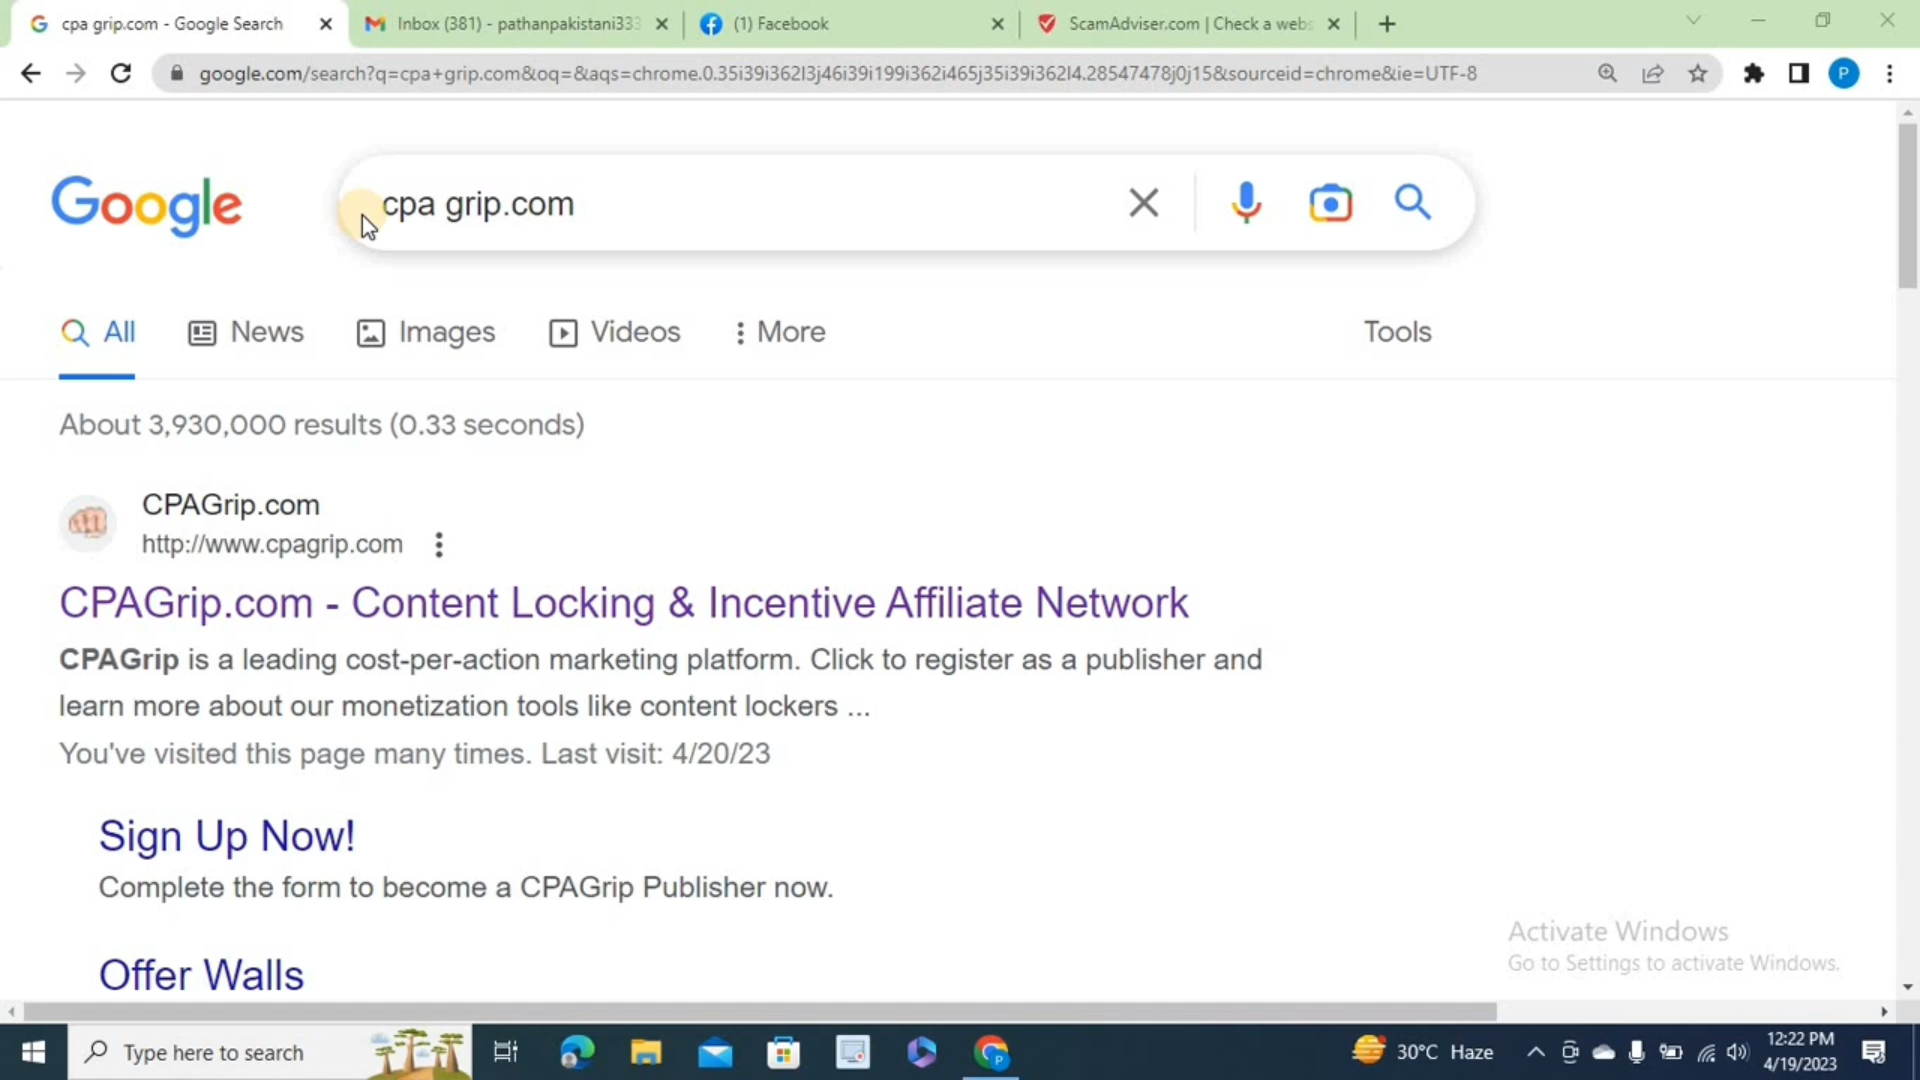 cpa grip.com - Google Search
Inbox (381) - pathanpakistani333
(1) Facebook
ScamAdviser.com | Check a webs
google.com/search?q=cpa+grip.com&oq=&aqs=chrome.0.35i39i362l3j46i39i199i362i465j35i39i362l4.28547478j0j15&sourceid=chrome&ie=UTF-8
P
Google
cpa grip.com
All
News
Images
Videos
More
Tools
About 3,930,000 results (0.33 seconds)
CPAGrip.com
http://www.cpagrip.com
CPAGrip.com - Content Locking & Incentive Affiliate Network
CPAGrip is a leading cost-per-action marketing platform. Click to register as a publisher and
learn more about our monetization tools like content lockers ...
You've visited this page many times. Last visit: 4/20/23
Sign Up Now!
Complete the form to become a CPAGrip Publisher now.
Offer Walls
Activate Windows
Go to Settings to activate Windows.
Type here to search
30°C Haze
12:22 PM
4/19/2023